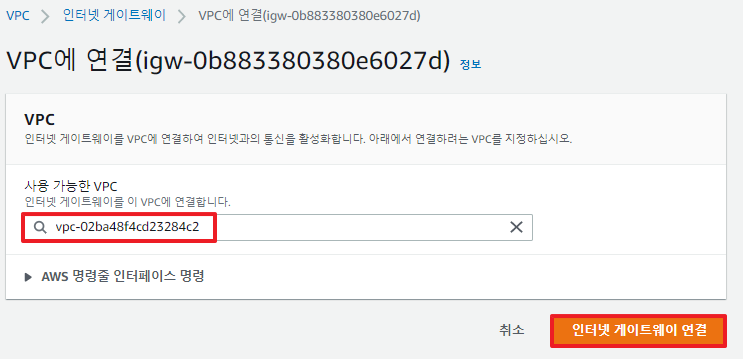 VPC > 인터넷 게이트웨이 > VPC에 연결(igw-0b883380380e6027d)
VPC에 연결(igw-0b883380380e6027d) 정보
VPC
인터넷 게이트웨이를 VPC에 연결하여 인터넷과의 통신을 활성화합니다. 아래에서 연결하려는 VPC를 지정하십시오.
사용 가능한 VPC
인터넷 게이트웨이를 이 VPC에 연결합니다.
vpc-02ba48f4cd23284c2
AWS 명령줄 인터페이스 명령
취소 인터넷 게이트웨이 연결